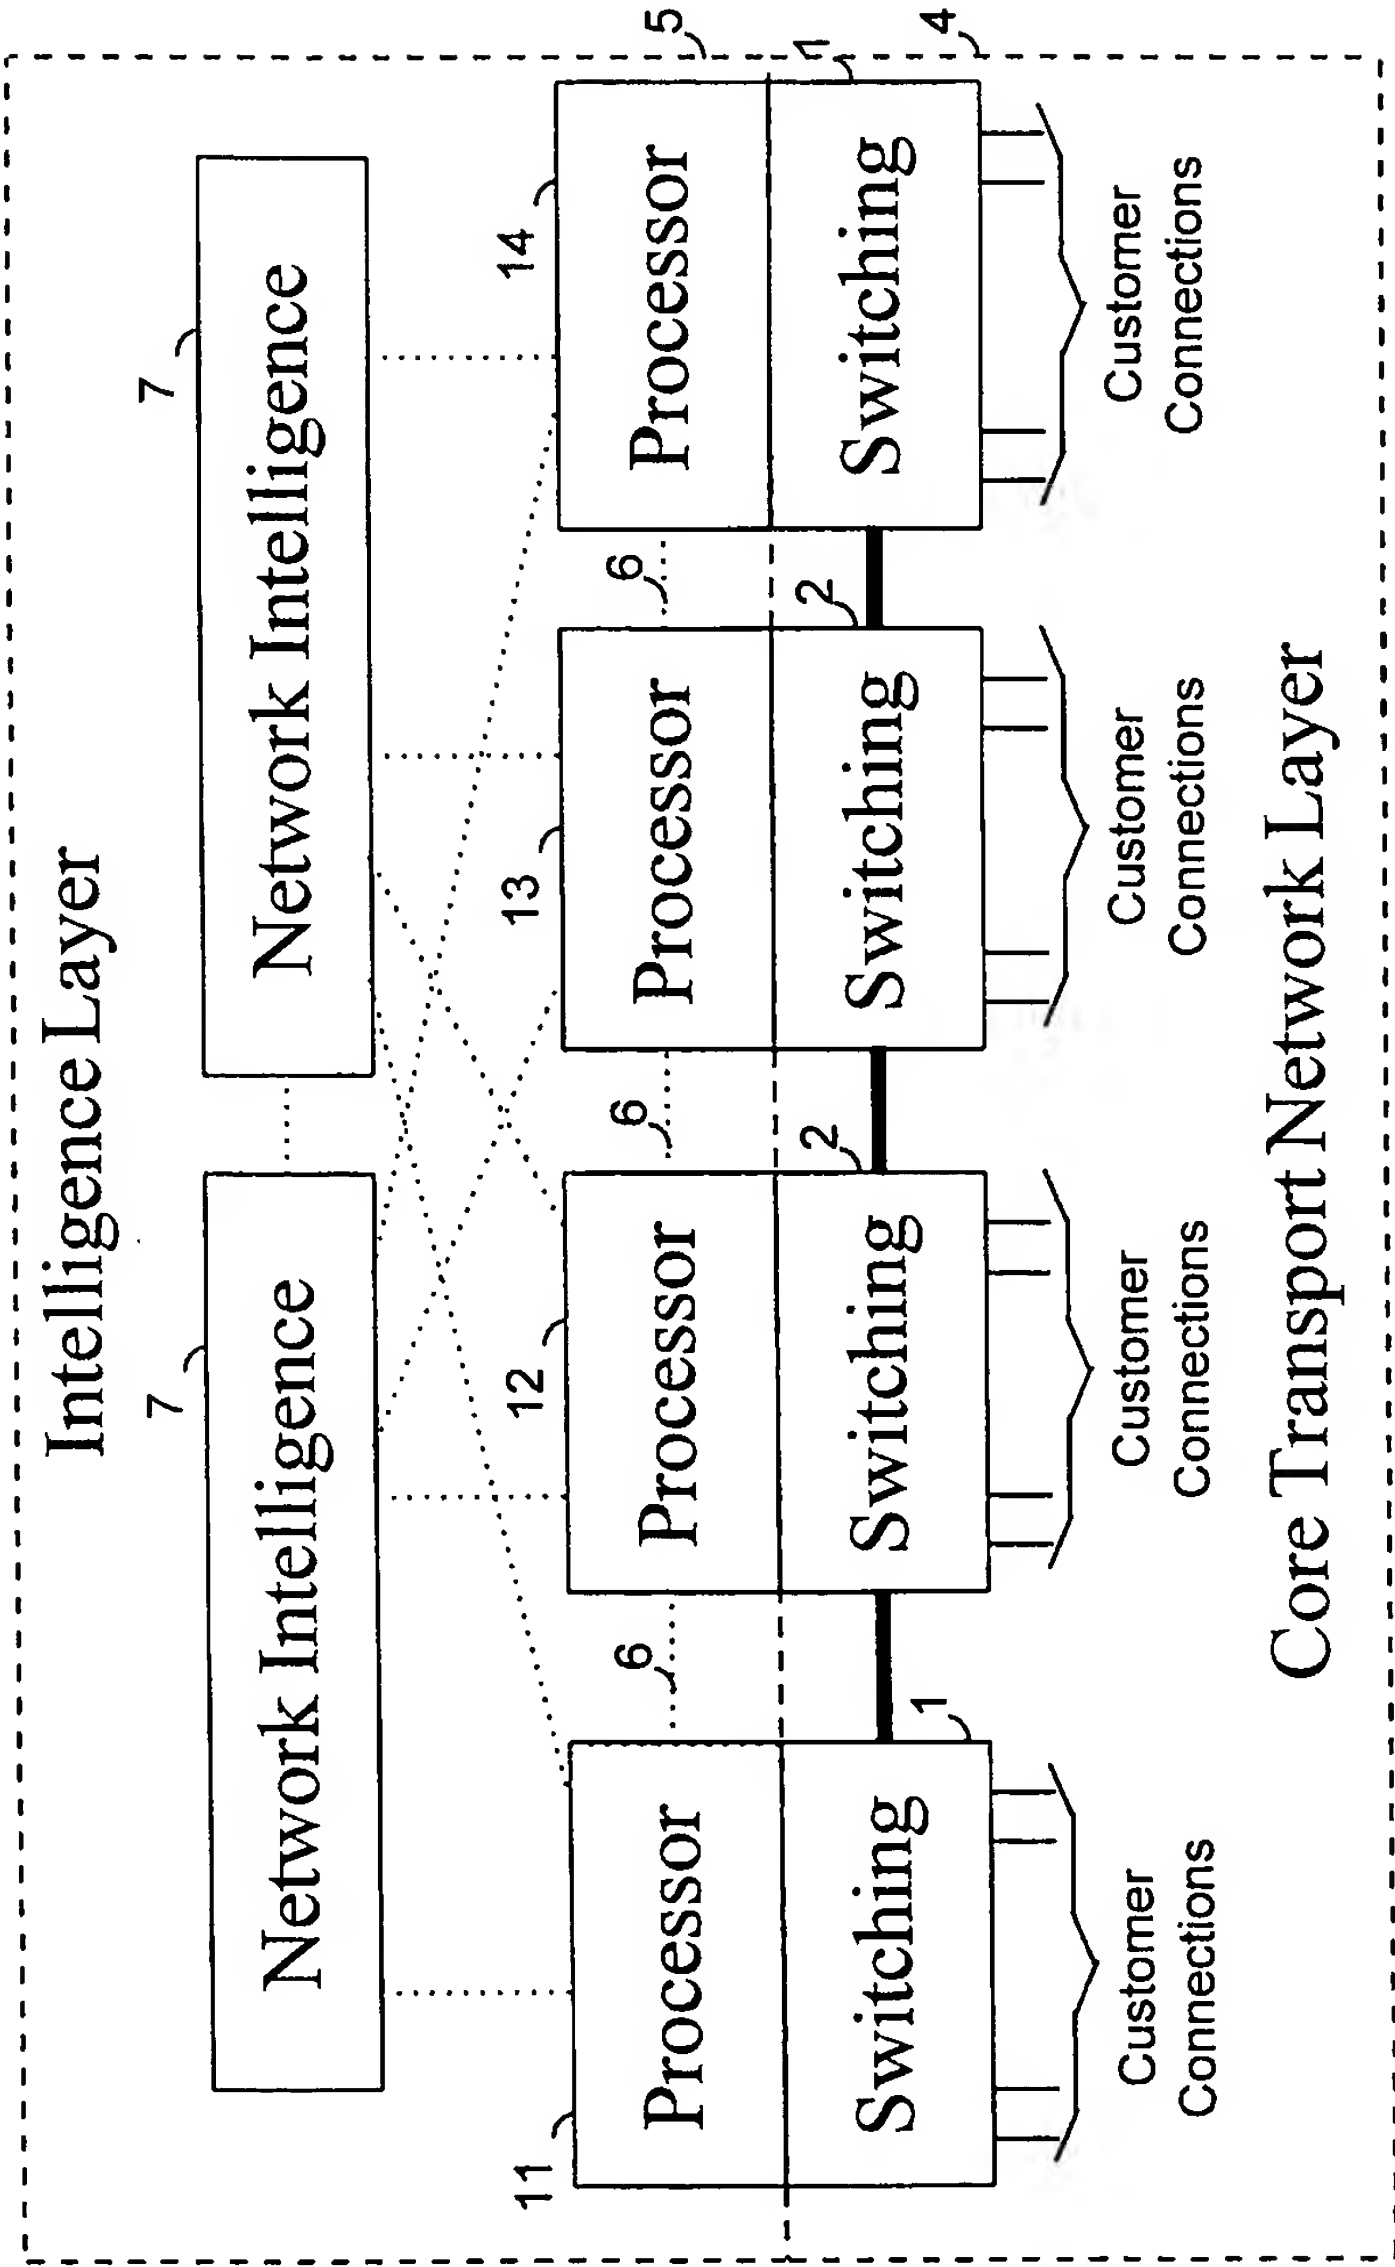 Intelligence Layer
7
7
Network Intelligence
Network Intelligence
11
12
13
14
5
Processor
6
Processor
6
Processor
6
Processor
1
2
2
1
Switching
Switching
Switching
Switching
4
Customer
Connections
Customer
Connections
Customer
Connections
Customer
Connections
Core Transport Network Layer